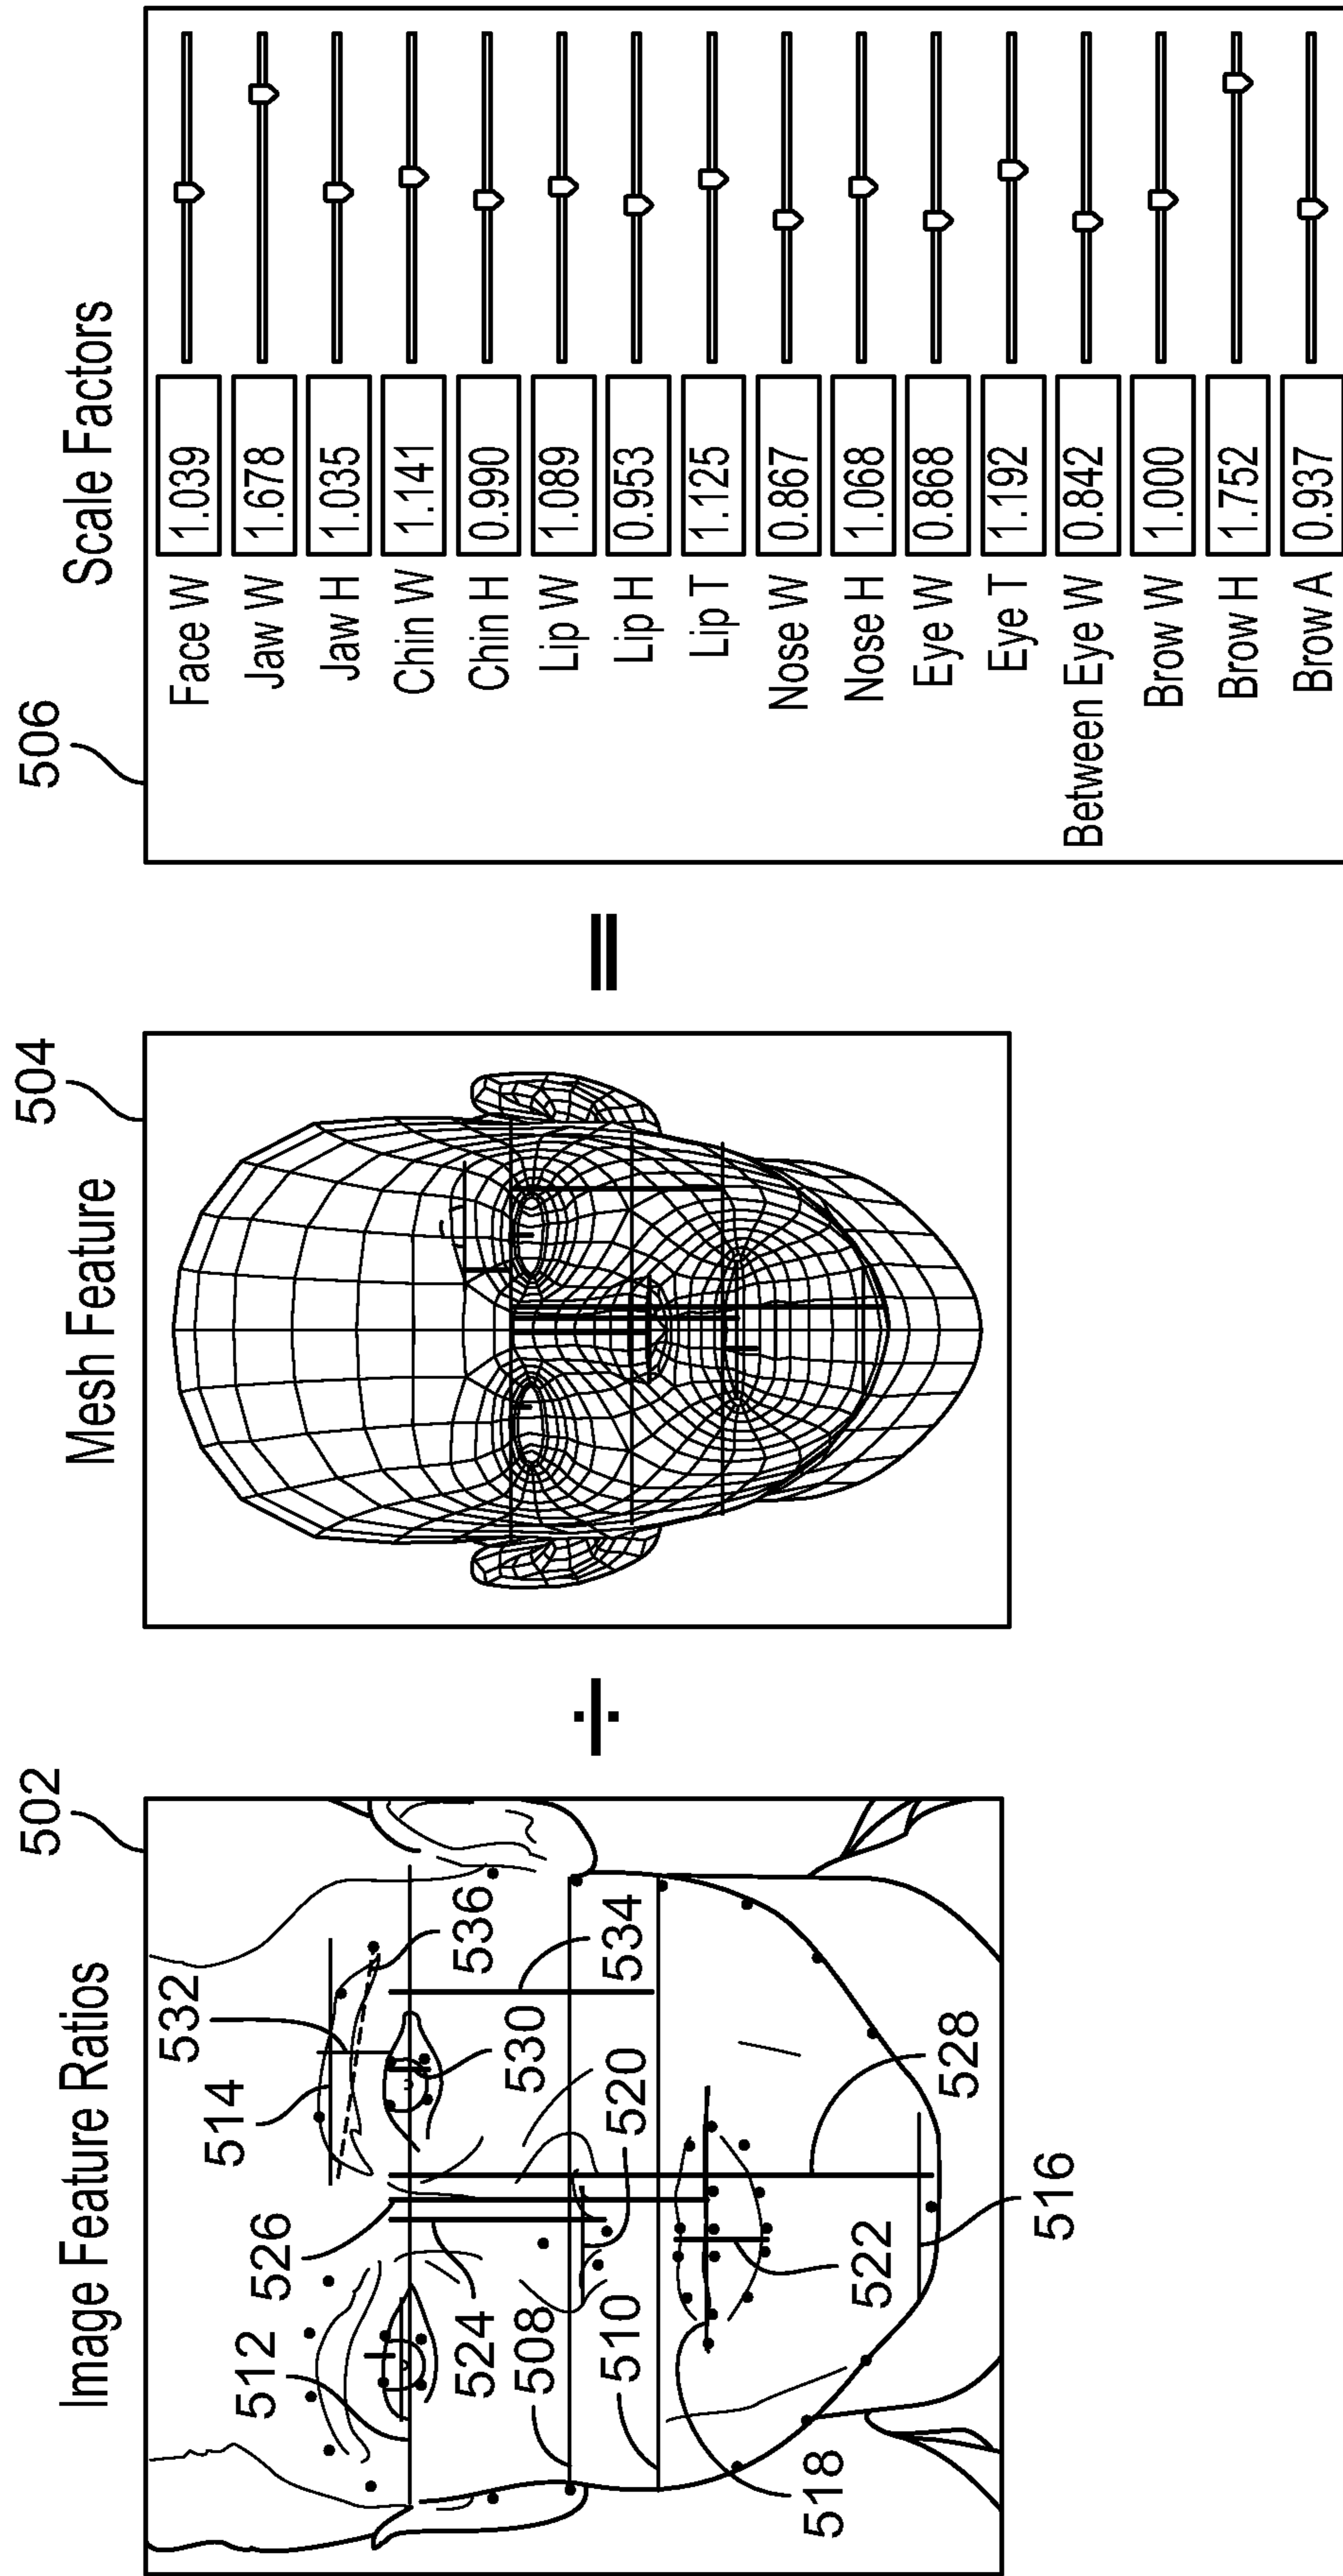 502
Image Feature Ratios
532
514
536
512
526
530
534
524
520
508
510
528
518
522
516
÷
504
Mesh Feature
=
506
Scale Factors
Face W 1.039
Jaw W 1.678
Jaw H 1.035
Chin W 1.141
Chin H 0.990
Lip W 1.089
Lip H 0.953
Lip T 1.125
Nose W 0.867
Nose H 1.068
Eye W 0.868
Eye T 1.192
Between Eye W 0.842
Brow W 1.000
Brow H 1.752
Brow A 0.937